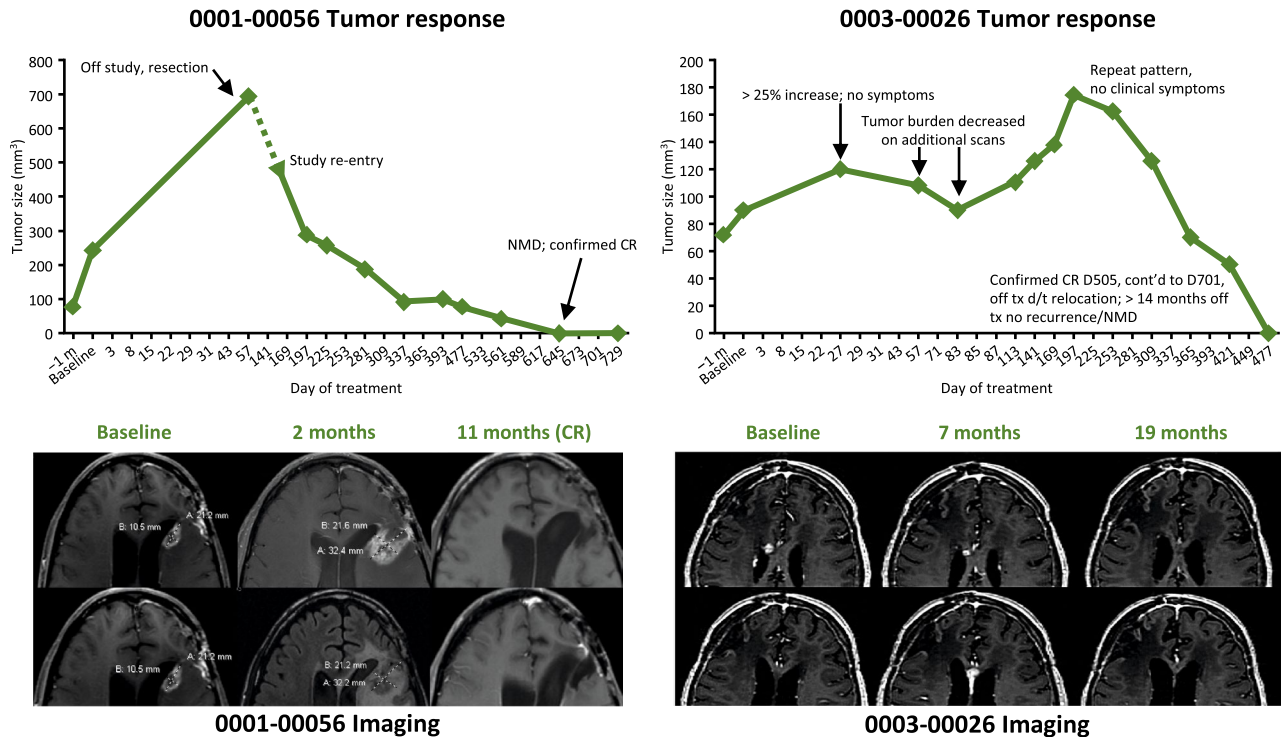 0001-00056 Tumor response
Tumor size (mm³)
800
700
600
500
400
300
200
100
0
Off study, resection
Study re-entry
NMD; confirmed CR
−1 m
Baseline
3
8
15
22
29
31
43
57
141
169
197
225
253
281
309
337
365
393
477
533
561
589
617
645
673
701
729
Day of treatment
0003-00026 Tumor response
Tumor size (mm³)
200
180
160
140
120
100
80
60
40
20
0
> 25% increase; no symptoms
Tumor burden decreased
on additional scans
Repeat pattern,
no clinical symptoms
Confirmed CR D505, cont’d to D701,
off tx d/t relocation; > 14 months off
tx no recurrence/NMD
−1 m
Baseline
3
8
15
22
27
29
31
43
57
71
83
85
87
113
141
169
197
225
253
281
309
337
365
393
421
449
477
Day of treatment
Baseline
2 months
11 months (CR)
B: 10.5 mm
A: 21.2 mm
B: 21.6 mm
A: 32.4 mm
B: 10.5 mm
A: 21.2 mm
B: 21.2 mm
A: 32.2 mm
0001-00056 Imaging
Baseline
7 months
19 months
0003-00026 Imaging